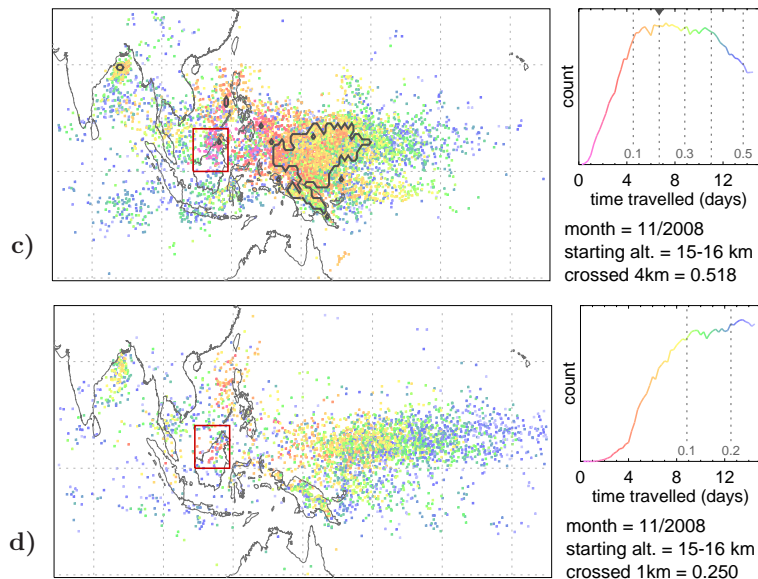 c)
count
0.1 0.3 0.5
0 4 8 12
time travelled (days)
month = 11/2008
starting alt. = 15-16 km
crossed 4km = 0.518
d)
count
0.1 0.2
0 4 8 12
time travelled (days)
month = 11/2008
starting alt. = 15-16 km
crossed 1km = 0.250